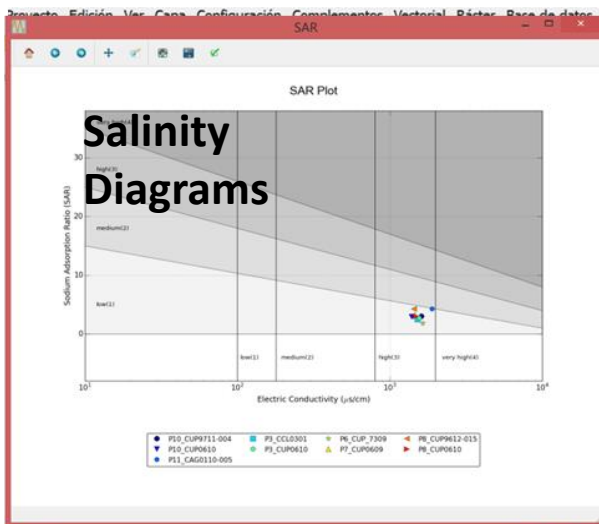 Proyecto Edición Ver Capa Configuración Complementos Vectorial Ráster Base de datos
SAR
SAR Plot
Salinity
Diagrams
very high(4)
high(3)
medium(2)
low(1)
30
20
10
0
Sodium Adsorption Ratio (SAR)
low(1) medium(2) high(3) very high(4)
10¹ 10² 10³ 10⁴
Electric Conductivity (μs/cm)
P10_CUP9711-004 P3_CCL0301 P6_CUP_7309 P8_CUP9612-015
P10_CUP0610 P3_CUP0610 P7_CUP0609 P8_CUP0610
P11_CAG0110-005